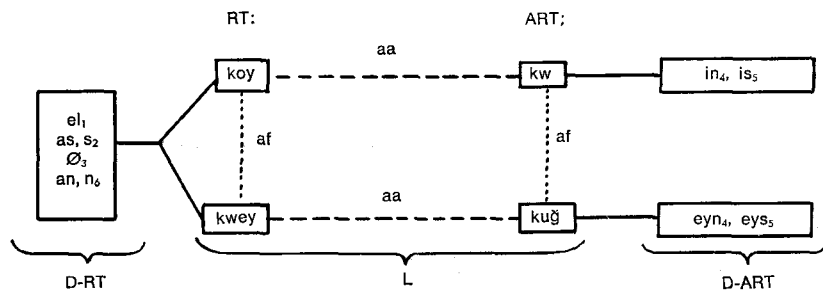 RT: ART;
aa
koy kw in₄, is₅
el₁
as, s₂
Ø₃
an, n₆
af af
aa
kwey kuğ eyn₄, eys₅
D-RT L D-ART